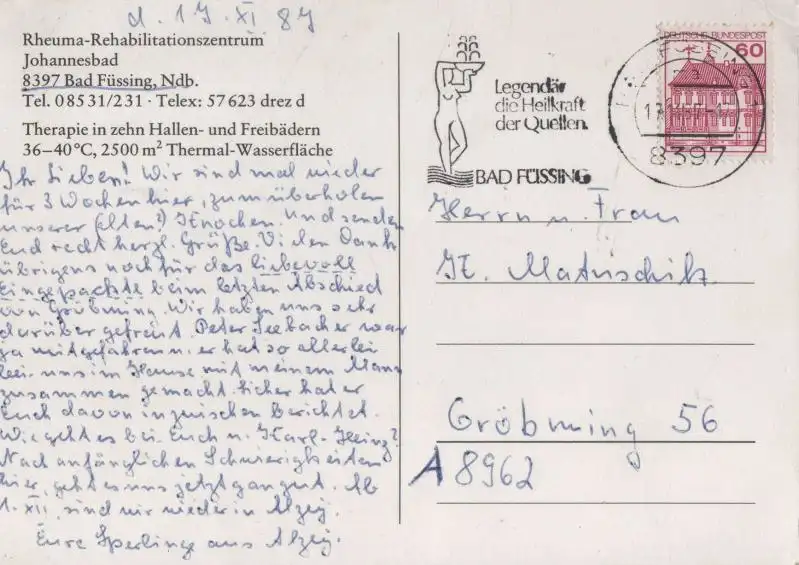 d. 17. XI 87
Rheuma-Rehabilitationszentrum
Johannesbad
8397 Bad Füssing, Ndb.
Tel. 08531/231 · Telex: 57623 drez d
Therapie in zehn Hallen- und Freibädern
36–40°C, 2500 m² Thermal-Wasserfläche
Ihr Lieben! Wir sind mal wieder
für 3 Wochen hier, zum überholen
unserer (alten?) Knochen. Und senden
Euch recht herzl. Grüße. Vielen Dank
übrigens noch für das liebevoll
Eingepackte beim letzten Abschied
von Gröbming. Wir haben uns sehr
darüber gefreut. Peter Seebacher war
ja mitgefahren u. er hat so allerlei
bei uns im Hause mit meinem Mann
zusammen gemacht. Sicher hat er
Euch davon inzwischen berichtet.
Wie geht es bei Euch u. Karl-Heinz?
Nach anfänglichen Schwierigkeiten
hier, geht es uns jetzt ganz gut. Ab
1. XII. sind wir wieder in Alzey.
Eure Sperlinge aus Alzey.
Legendär
die Heilkraft
der Quellen.
BAD FÜSSING
DEUTSCHE BUNDESPOST
60
8397
Herrn u. Frau
K. Matuschik
Gröbming 56
A 8962